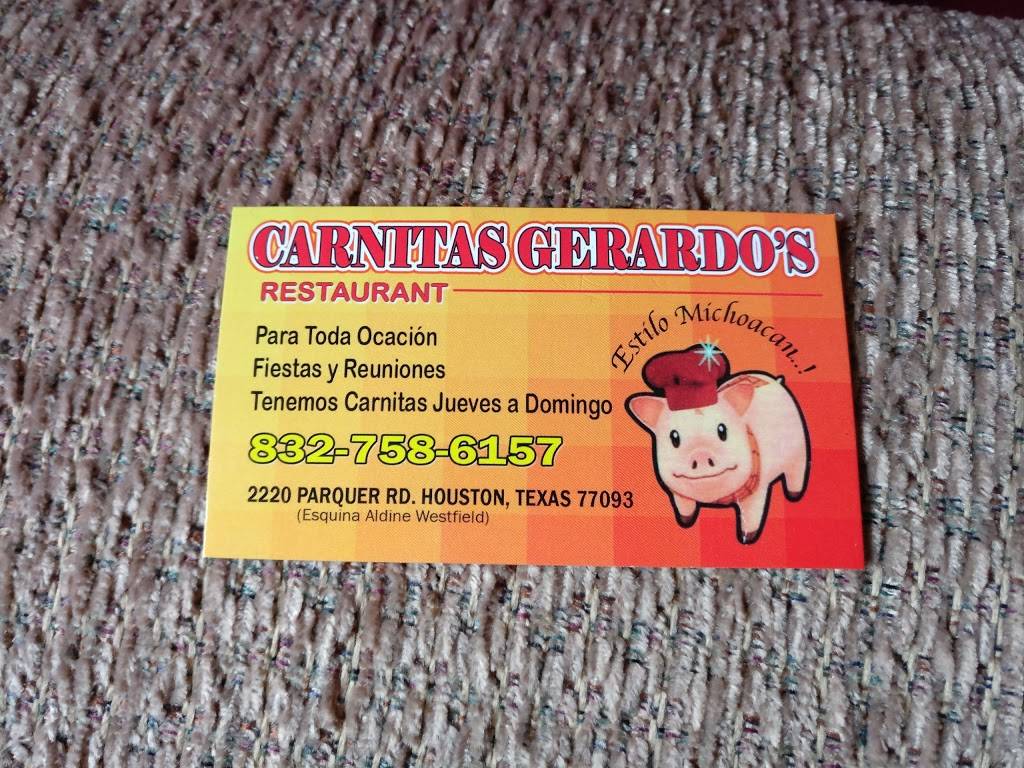 CARNITAS GERARDO'S
RESTAURANT
Estilo Michoacan..!
Para Toda Ocación
Fiestas y Reuniones
Tenemos Carnitas Jueves a Domingo
832-758-6157
2220 PARQUER RD. HOUSTON, TEXAS 77093
(Esquina Aldine Westfield)